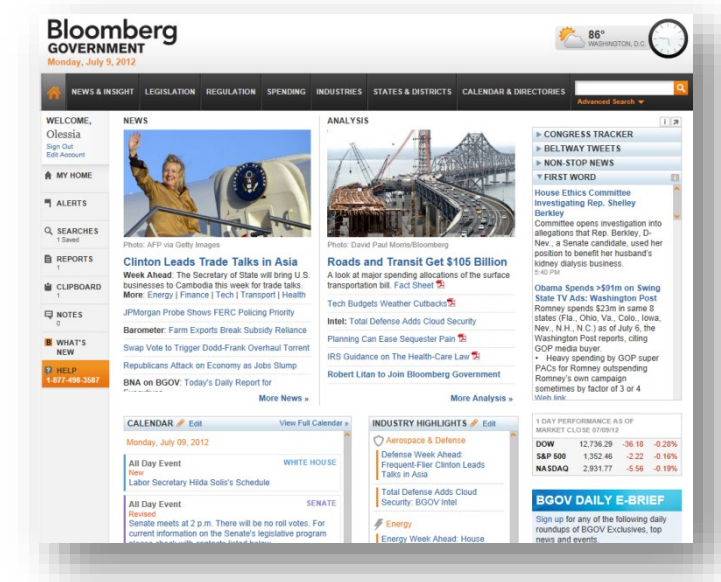 Bloomberg
GOVERNMENT
Monday, July 9, 2012
86°
WASHINGTON, D.C.
NEWS & INSIGHT LEGISLATION REGULATION SPENDING INDUSTRIES STATES & DISTRICTS CALENDAR & DIRECTORIES
Advanced Search
WELCOME,
Olessia
Sign Out
Edit Account
MY HOME
ALERTS
SEARCHES
1 Saved
REPORTS
1
CLIPBOARD
1
NOTES
0
WHAT'S
NEW
HELP
1-877-498-3587
NEWS
Photo: AFP via Getty Images
Clinton Leads Trade Talks in Asia
Week Ahead: The Secretary of State will bring U.S.
businesses to Cambodia this week for trade talks.
More: Energy | Finance | Tech | Transport | Health
JPMorgan Probe Shows FERC Policing Priority
Barometer: Farm Exports Break Subsidy Reliance
Swap Vote to Trigger Dodd-Frank Overhaul Torrent
Republicans Attack on Economy as Jobs Slump
BNA on BGOV: Today's Daily Report for
More News »
ANALYSIS
Photo: David Paul Morris/Bloomberg
Roads and Transit Get $105 Billion
A look at major spending allocations of the surface
transportation bill. Fact Sheet
Tech Budgets Weather Cutbacks
Intel: Total Defense Adds Cloud Security
Planning Can Ease Sequester Pain
IRS Guidance on The Health-Care Law
Robert Litan to Join Bloomberg Government
More Analysis »
CONGRESS TRACKER
BELTWAY TWEETS
NON-STOP NEWS
FIRST WORD
House Ethics Committee
Investigating Rep. Shelley
Berkley
Committee opens investigation into
allegations that Rep. Berkley, D-
Nev., a Senate candidate, used her
position to benefit her husband's
kidney dialysis business.
5:40 PM
Obama Spends >$91m on Swing
State TV Ads: Washington Post
Romney spends $23m in same 8
states (Fla., Ohio, Va., Colo., Iowa,
Nev., N.H., N.C.) as of July 6, the
Washington Post reports, citing
GOP media buyer.
• Heavy spending by GOP super
PACs for Romney outspending
Romney's own campaign
sometimes by factor of 3 or 4
Web link
CALENDAR Edit View Full Calendar »
Monday, July 09, 2012
All Day Event WHITE HOUSE
New
Labor Secretary Hilda Solis's Schedule
All Day Event SENATE
Revised
Senate meets at 2 p.m. There will be no roll votes. For
current information on the Senate's legislative program
please check with contacts listed below
INDUSTRY HIGHLIGHTS Edit
Aerospace & Defense
Defense Week Ahead:
Frequent-Flier Clinton Leads
Talks in Asia
Total Defense Adds Cloud
Security: BGOV Intel
Energy
Energy Week Ahead: House
1 DAY PERFORMANCE AS OF
MARKET CLOSE 07/09/12
DOW 12,736.29 -36.18 -0.28%
S&P 500 1,352.46 -2.22 -0.16%
NASDAQ 2,931.77 -5.56 -0.19%
BGOV DAILY E-BRIEF
Sign up for any of the following daily
roundups of BGOV Exclusives, top
news and events.